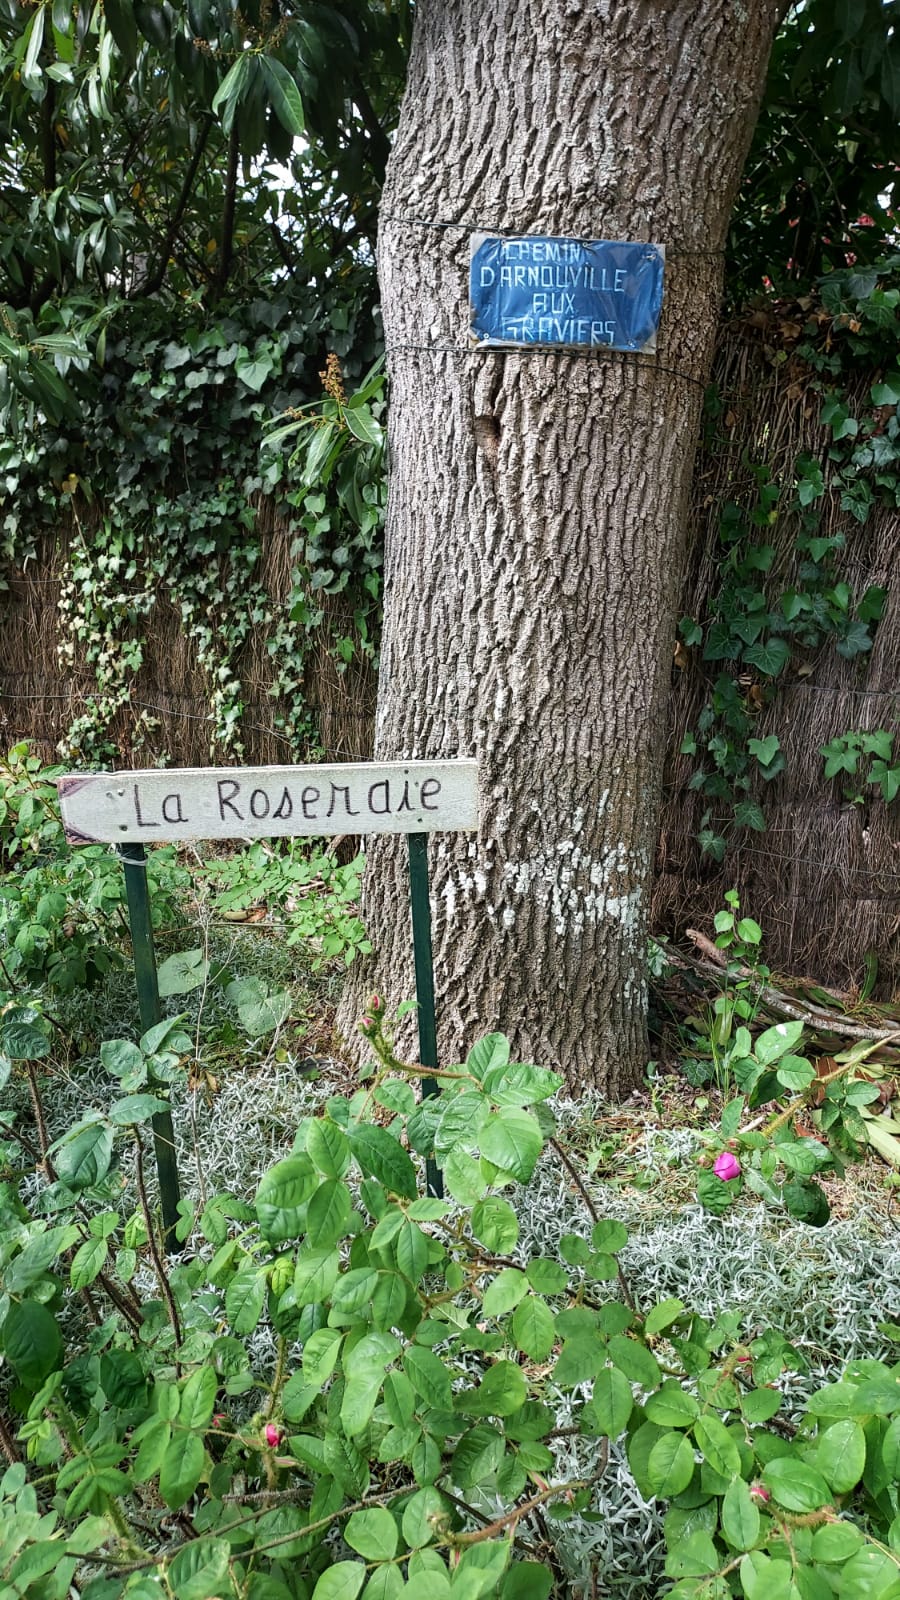 CHEMIN
D'ARNOUVILLE
AUX
GRAVIERS
La Roseraie